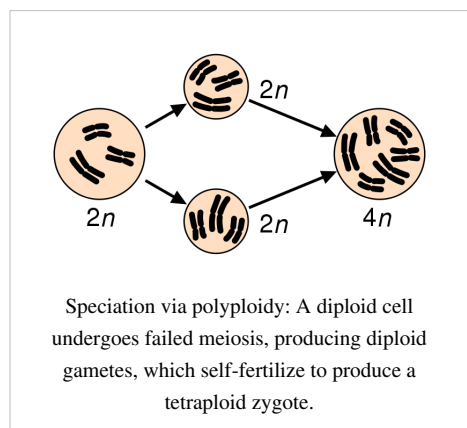 2n
2n
2n
2n
4n
Speciation via polyploidy: A diploid cell
undergoes failed meiosis, producing diploid
gametes, which self-fertilize to produce a
tetraploid zygote.